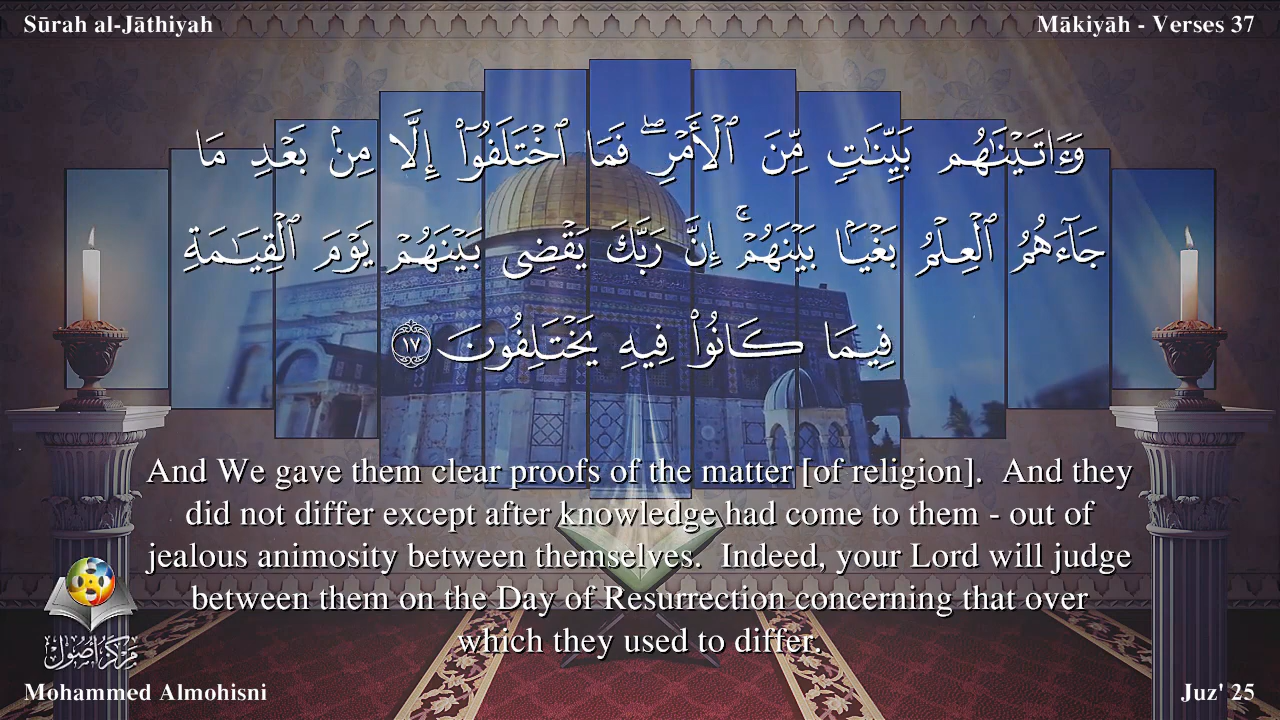 Sūrah al-Jāthiyah
Mākiyāh - Verses 37
وَءَاتَيْنَٰهُم بَيِّنَٰتٍ مِّنَ ٱلْأَمْرِ ۖ فَمَا ٱخْتَلَفُوٓا۟ إِلَّا مِنۢ بَعْدِ مَا
جَآءَهُمُ ٱلْعِلْمُ بَغْيًۢا بَيْنَهُمْ ۚ إِنَّ رَبَّكَ يَقْضِى بَيْنَهُمْ يَوْمَ ٱلْقِيَٰمَةِ
فِيمَا كَانُوا۟ فِيهِ يَخْتَلِفُونَ ١٧
And We gave them clear proofs of the matter [of religion].  And they
did not differ except after knowledge had come to them - out of
jealous animosity between themselves.  Indeed, your Lord will judge
between them on the Day of Resurrection concerning that over
which they used to differ.
مركز أصول
Mohammed Almohisni
Juz' 25